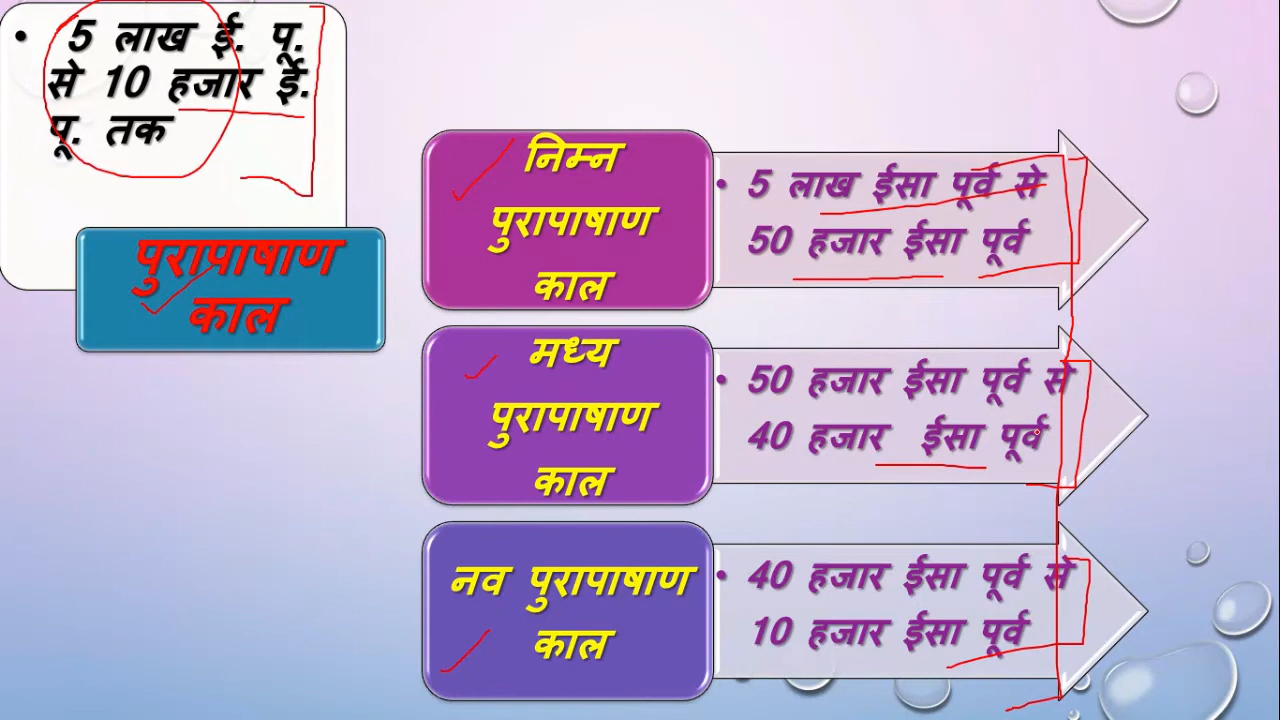 • 5 लाख ई. पू.
से 10 हजार ई.
पू. तक
पुरापाषाण
काल
निम्न
पुरापाषाण
काल
• 5 लाख ईसा पूर्व से
50 हजार ईसा पूर्व
मध्य
पुरापाषाण
काल
• 50 हजार ईसा पूर्व से
40 हजार ईसा पूर्व
नव पुरापाषाण
काल
• 40 हजार ईसा पूर्व से
10 हजार ईसा पूर्व